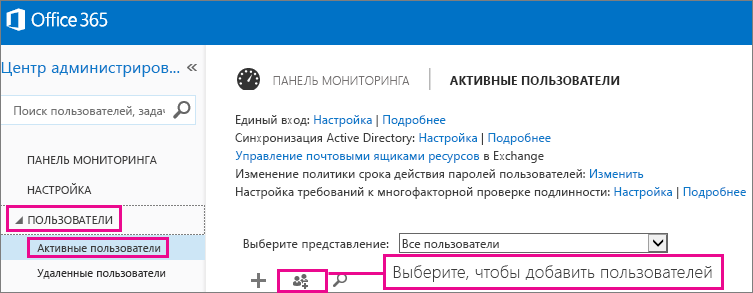 Office 365
Центр администриров... «
Поиск пользователей, задач
ПАНЕЛЬ МОНИТОРИНГА
НАСТРОЙКА
ПОЛЬЗОВАТЕЛИ
Активные пользователи
Удаленные пользователи
ПАНЕЛЬ МОНИТОРИНГА | АКТИВНЫЕ ПОЛЬЗОВАТЕЛИ
Единый вход: Настройка | Подробнее
Синхронизация Active Directory: Настройка | Подробнее
Управление почтовыми ящиками ресурсов в Exchange
Изменение политики срока действия паролей пользователей: Изменить
Настройка требований к многофакторной проверке подлинности: Настройка | Подробнее
Выберите представление: Все пользователи
Выберите, чтобы добавить пользователей